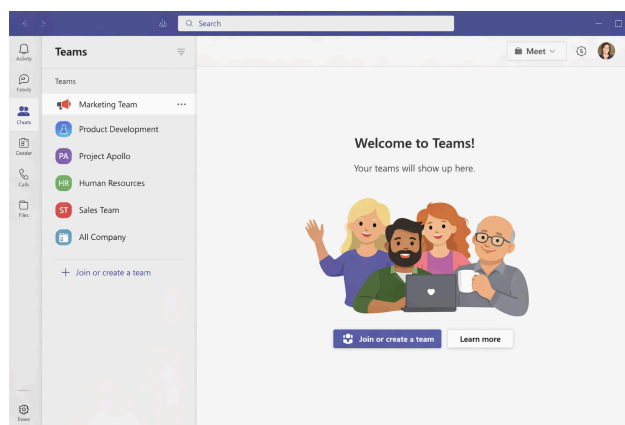 Search
Activity
Teams
Meet
Teams
Chats
Marketing Team
Product Development
PA Project Apollo
Calls
HR Human Resources
Files
ST Sales Team
All Company
+ Join or create a team
Welcome to Teams!
Your teams will show up here.
Join or create a team
Learn more